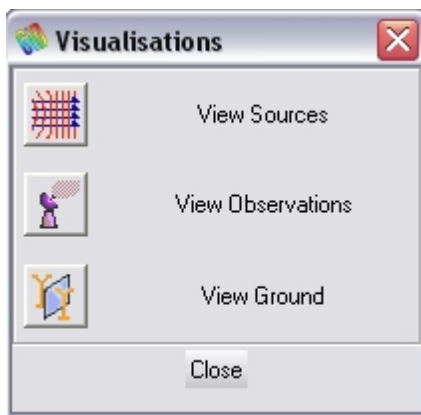 Visualisations
View Sources
View Observations
View Ground
Close